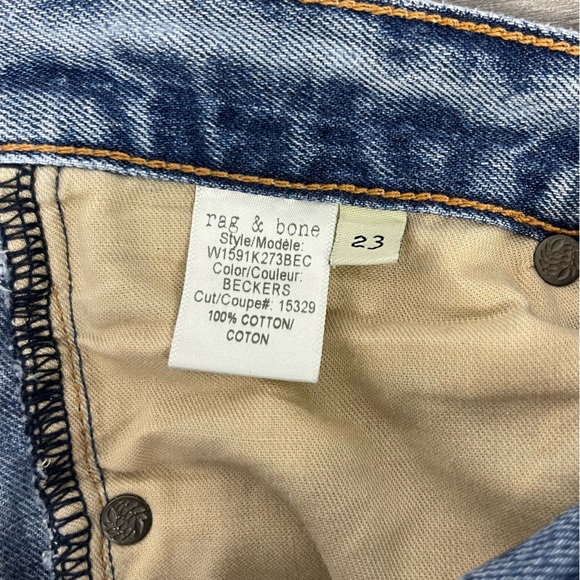 rag & bone
Style/Modèle:
W1591K273BEC
Color/Couleur:
BECKERS
Cut/Coupe#: 15329
100% COTTON/
COTON
23